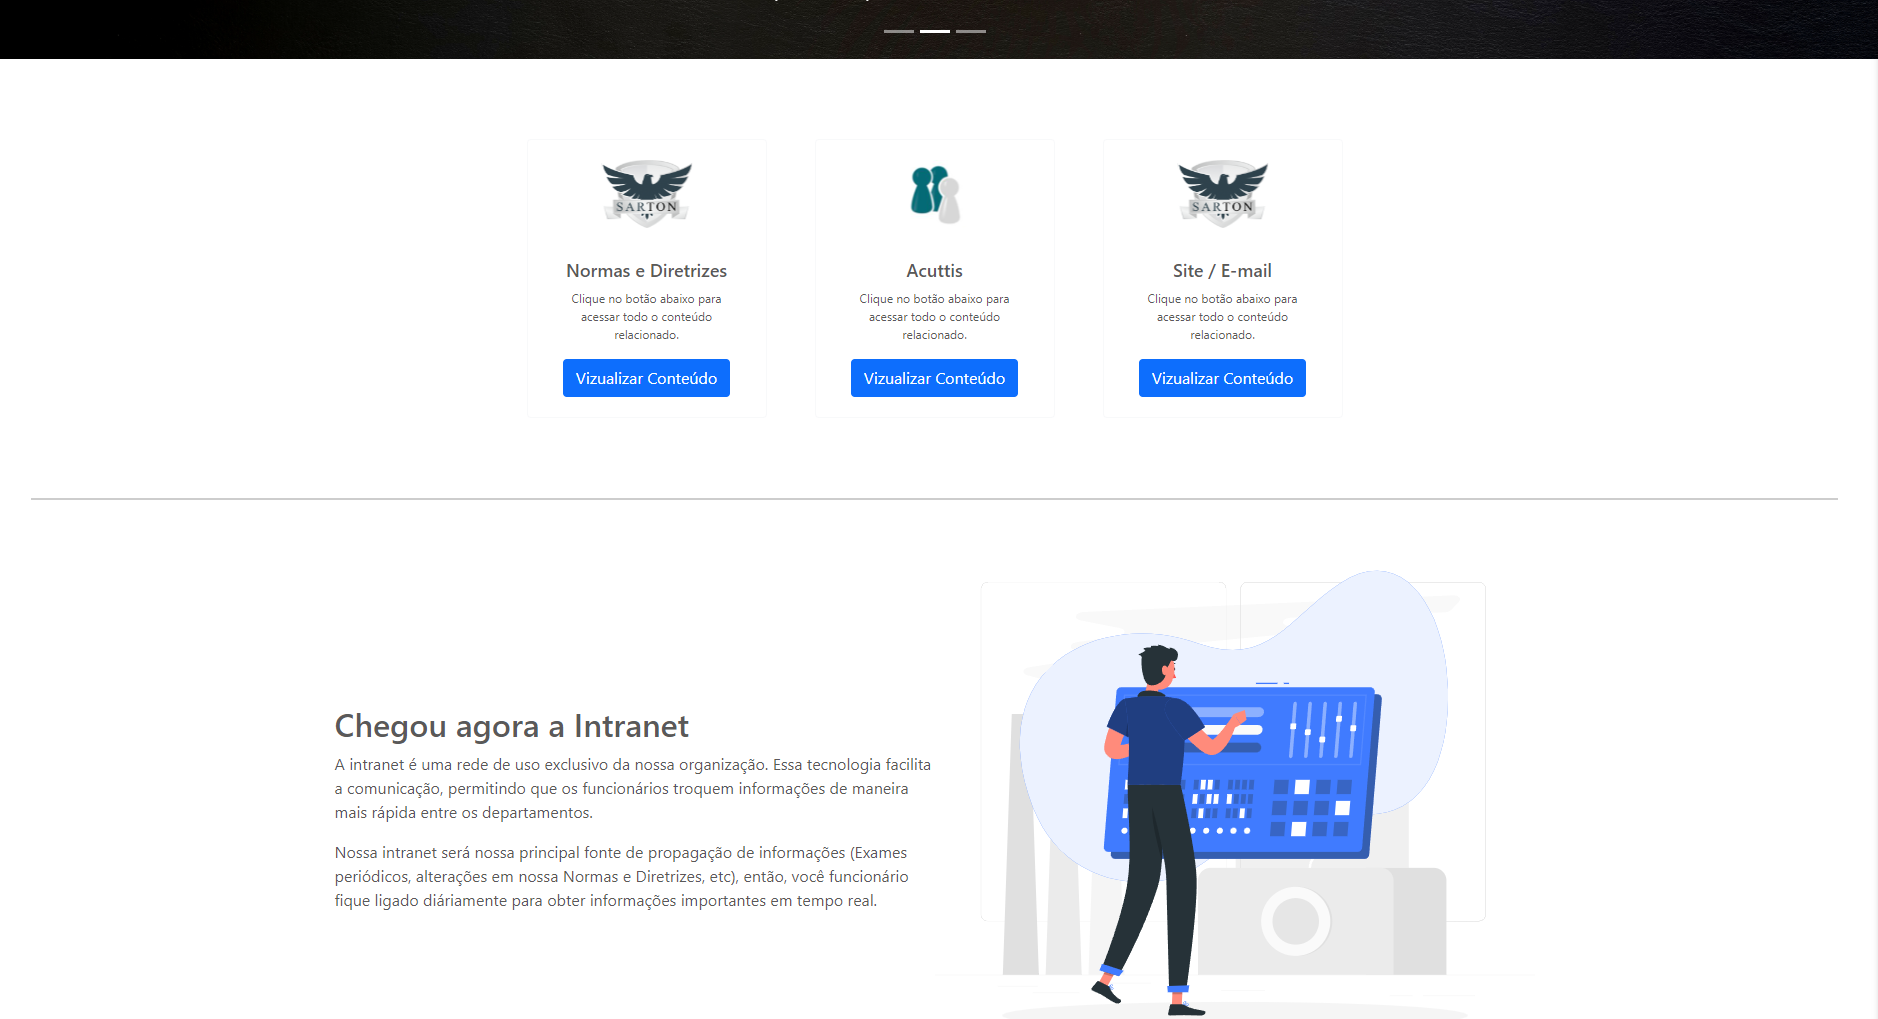 SARTON
SARTON
Normas e Diretrizes
Clique no botão abaixo para
acessar todo o conteúdo
relacionado.
Vizualizar Conteúdo
Acuttis
Clique no botão abaixo para
acessar todo o conteúdo
relacionado.
Vizualizar Conteúdo
Site / E-mail
Clique no botão abaixo para
acessar todo o conteúdo
relacionado.
Vizualizar Conteúdo
Chegou agora a Intranet
A intranet é uma rede de uso exclusivo da nossa organização. Essa tecnologia facilita
a comunicação, permitindo que os funcionários troquem informações de maneira
mais rápida entre os departamentos.
Nossa intranet será nossa principal fonte de propagação de informações (Exames
periódicos, alterações em nossa Normas e Diretrizes, etc), então, você funcionário
fique ligado diáriamente para obter informações importantes em tempo real.